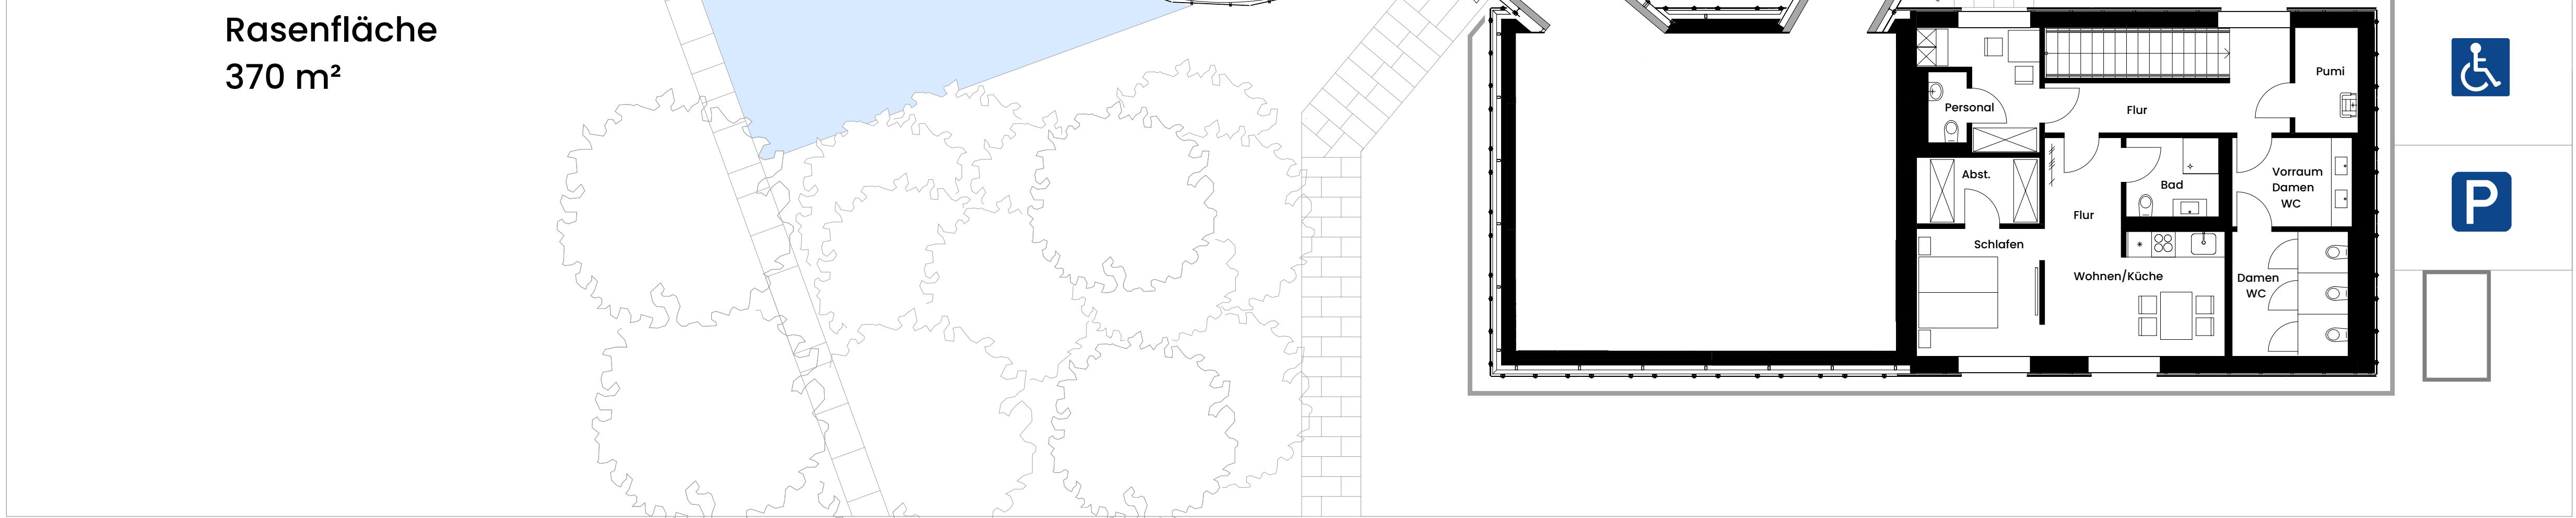 Rasenfläche
370 m²
Pumi
Personal
Flur
Abst.
Vorraum
Damen
WC
Bad
Flur
Schlafen
Wohnen/Küche
Damen
WC
P